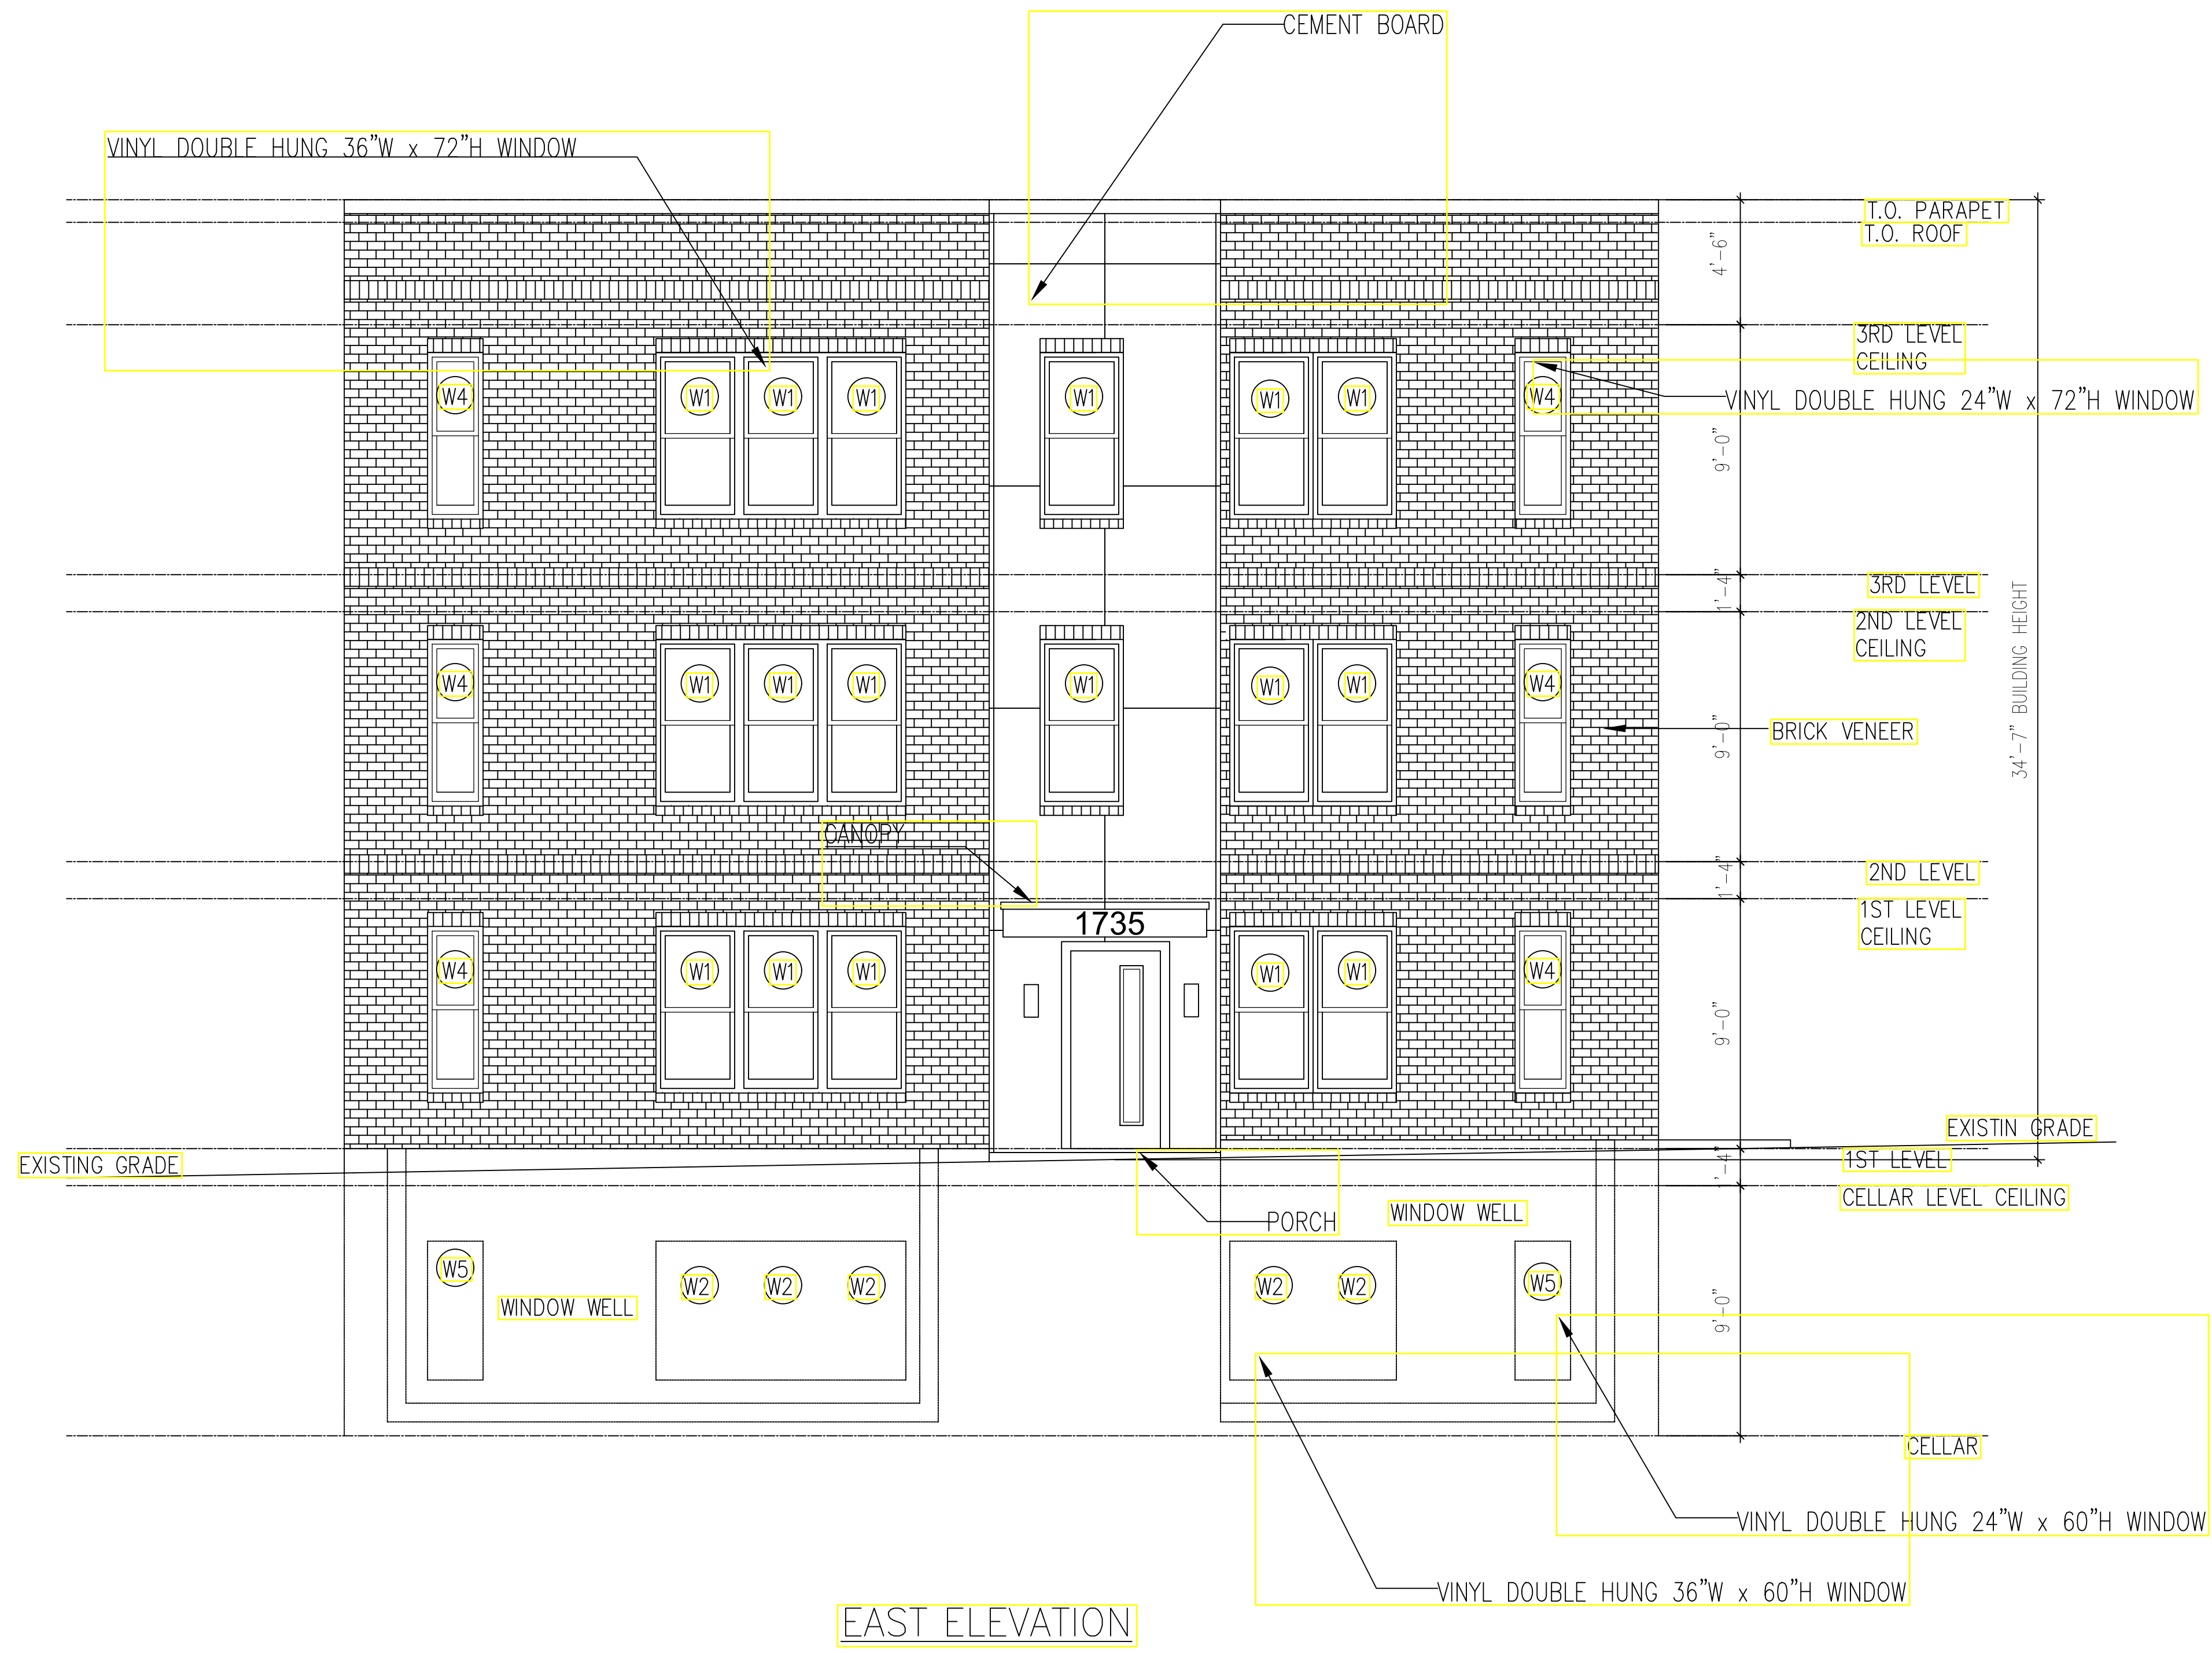 CEMENT BOARD
VINYL DOUBLE HUNG 36"W x 72"H WINDOW
T.O. PARAPET
T.O. ROOF
4'-6"
3RD LEVEL
CEILING
W4 W1 W1 W1 W1 W1 W1 W4
VINYL DOUBLE HUNG 24"W x 72"H WINDOW
9'-0"
3RD LEVEL
1'-4"
2ND LEVEL
CEILING
34'-7" BUILDING HEIGHT
W4 W1 W1 W1 W1 W1 W1 W4
9'-0"
BRICK VENEER
CANOPY
2ND LEVEL
1'-4"
1ST LEVEL
CEILING
1735
W4 W1 W1 W1 W1 W1 W4
9'-0"
EXISTIN GRADE
EXISTING GRADE
1ST LEVEL
1'-4"
CELLAR LEVEL CEILING
PORCH
WINDOW WELL
W5 W2 W2 W2 W2 W2 W5
WINDOW WELL
9'-0"
CELLAR
VINYL DOUBLE HUNG 24"W x 60"H WINDOW
VINYL DOUBLE HUNG 36"W x 60"H WINDOW
EAST ELEVATION